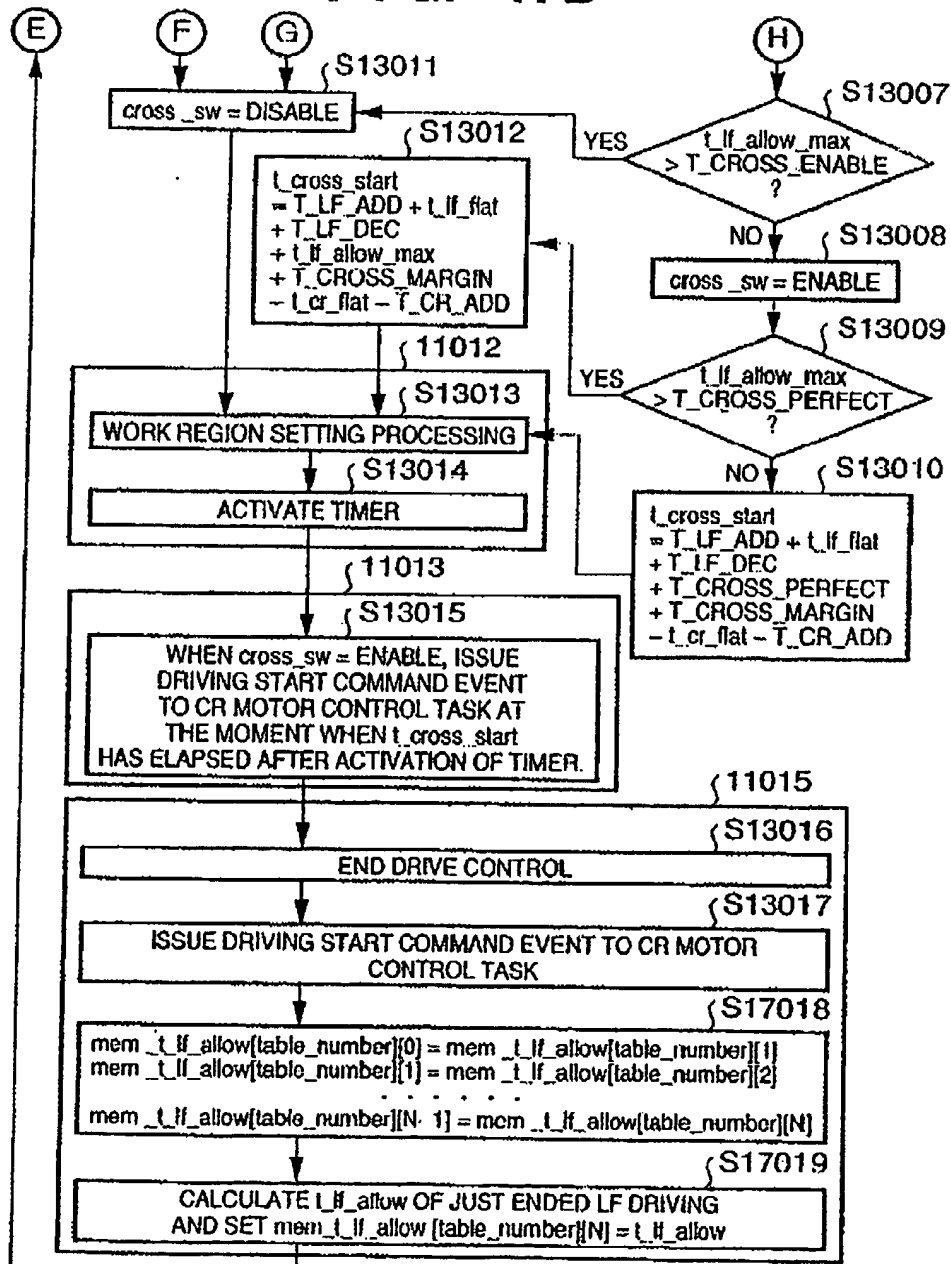 E
F
G
H
S13011
cross_sw = DISABLE
S13007
t_lf_allow_max
> T_CROSS_ENABLE
?
YES
NO
S13012
t_cross_start
= T_LF_ADD + t_lf_flat
+ T_LF_DEC
+ t_lf_allow_max
+ T_CROSS_MARGIN
− t_cr_flat − T_CR_ADD
S13008
cross_sw = ENABLE
S13009
t_lf_allow_max
> T_CROSS_PERFECT
?
YES
NO
11012
S13013
WORK REGION SETTING PROCESSING
S13014
ACTIVATE TIMER
S13010
t_cross_start
= T_LF_ADD + t_lf_flat
+ T_LF_DEC
+ T_CROSS_PERFECT
+ T_CROSS_MARGIN
− t_cr_flat − T_CR_ADD
11013
S13015
WHEN cross_sw = ENABLE, ISSUE
DRIVING START COMMAND EVENT
TO CR MOTOR CONTROL TASK AT
THE MOMENT WHEN t_cross_start
HAS ELAPSED AFTER ACTIVATION OF TIMER.
11015
S13016
END DRIVE CONTROL
S13017
ISSUE DRIVING START COMMAND EVENT TO CR MOTOR
CONTROL TASK
S17018
mem_t_lf_allow[table_number][0] = mem_t_lf_allow[table_number][1]
mem_t_lf_allow[table_number][1] = mem_t_lf_allow[table_number][2]
. . . . . .
mem_t_lf_allow[table_number][N-1] = mem_t_lf_allow[table_number][N]
S17019
CALCULATE t_lf_allow OF JUST ENDED LF DRIVING
AND SET mem_t_lf_allow [table_number][N] = t_lf_allow